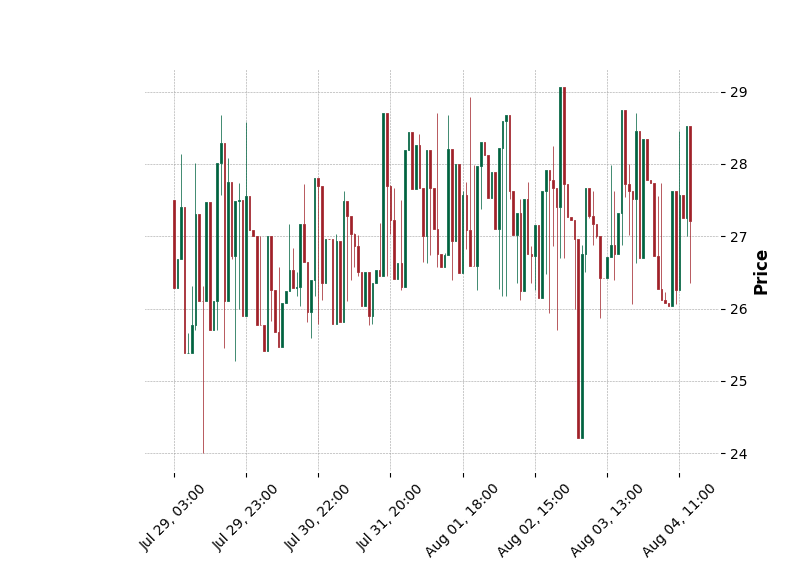 29
28
27
26
25
24
Price
Jul 29, 03:00
Jul 29, 23:00
Jul 30, 22:00
Jul 31, 20:00
Aug 01, 18:00
Aug 02, 15:00
Aug 03, 13:00
Aug 04, 11:00